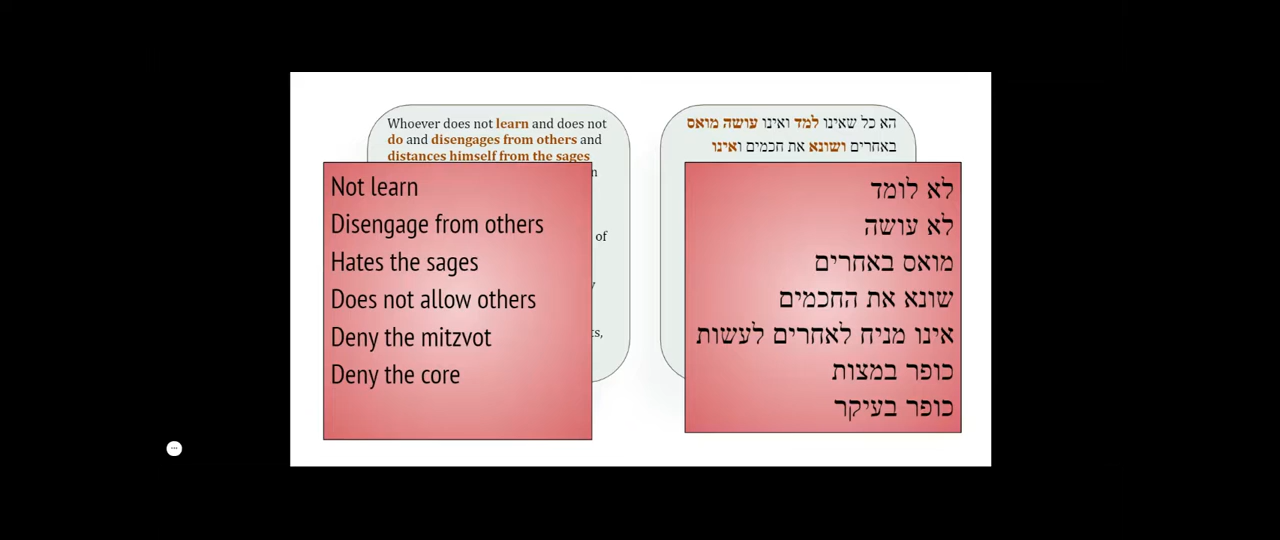 Whoever does not learn and does not
do and disengages from others and
distances himself from the sages
n
of
y
ts,
Not learn
Disengage from others
Hates the sages
Does not allow others
Deny the mitzvot
Deny the core
הא כל שאינו למד ואינו עושה מואס
באחרים ושונא את חכמים ואינו
לא לומד
לא עושה
מואס באחרים
שונא את החכמים
אינו מניח לאחרים לעשות
כופר במצות
כופר בעיקר